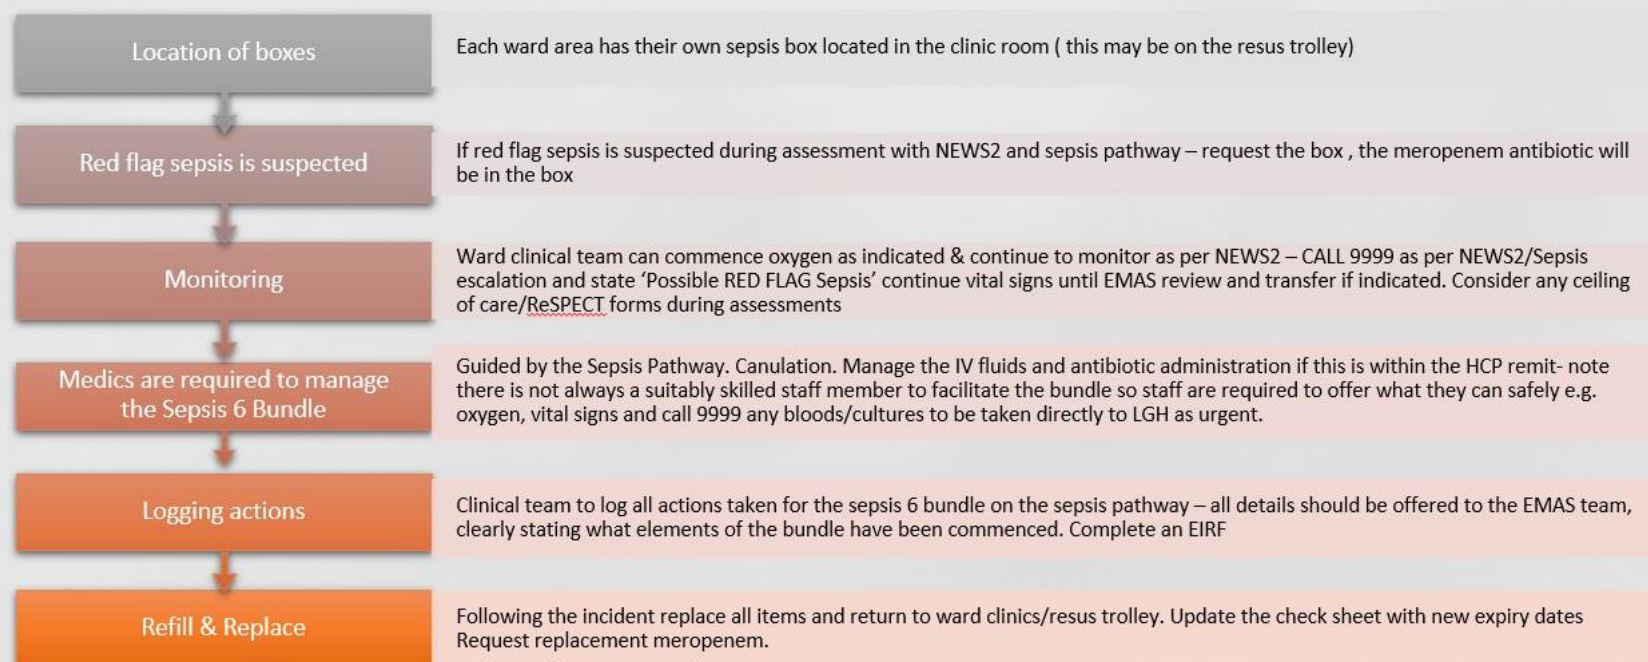 Location of boxes
Each ward area has their own sepsis box located in the clinic room ( this may be on the resus trolley)
Red flag sepsis is suspected
If red flag sepsis is suspected during assessment with NEWS2 and sepsis pathway – request the box , the meropenem antibiotic will
be in the box
Monitoring
Ward clinical team can commence oxygen as indicated & continue to monitor as per NEWS2 – CALL 9999 as per NEWS2/Sepsis
escalation and state ‘Possible RED FLAG Sepsis’ continue vital signs until EMAS review and transfer if indicated. Consider any ceiling
of care/ReSPECT forms during assessments
Medics are required to manage
the Sepsis 6 Bundle
Guided by the Sepsis Pathway. Canulation. Manage the IV fluids and antibiotic administration if this is within the HCP remit- note
there is not always a suitably skilled staff member to facilitate the bundle so staff are required to offer what they can safely e.g.
oxygen, vital signs and call 9999 any bloods/cultures to be taken directly to LGH as urgent.
Logging actions
Clinical team to log all actions taken for the sepsis 6 bundle on the sepsis pathway – all details should be offered to the EMAS team,
clearly stating what elements of the bundle have been commenced. Complete an EIRF
Refill & Replace
Following the incident replace all items and return to ward clinics/resus trolley. Update the check sheet with new expiry dates
Request replacement meropenem.